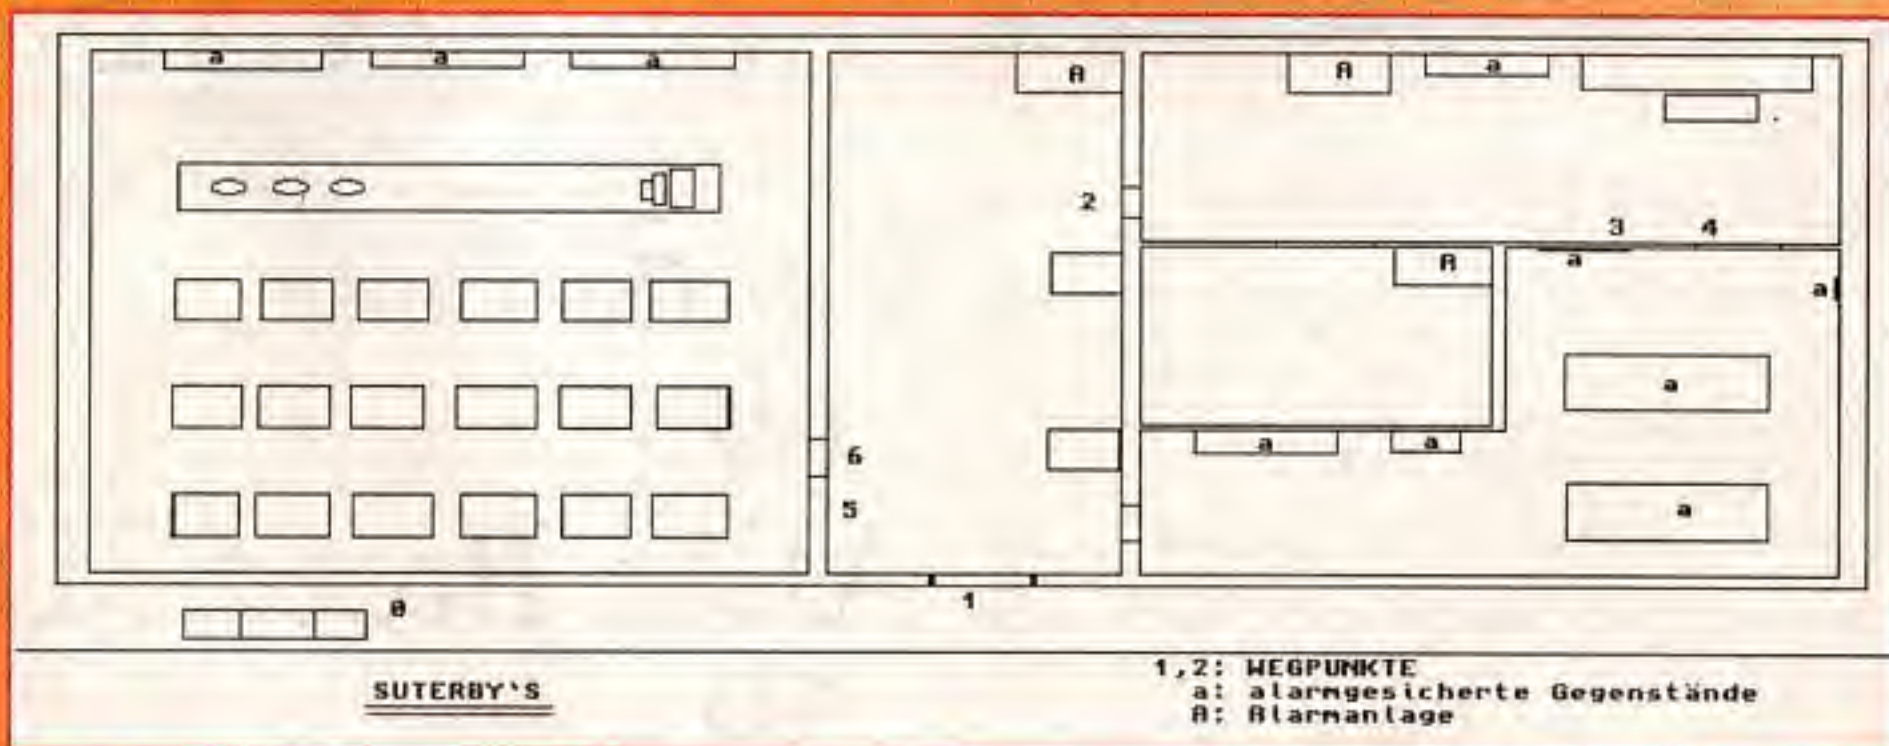 a a a A A a
2
3 4
A a
a
a
6 a a
5 a
0 1
SUTERBY'S
1,2: WEGPUNKTE
a: alarmgesicherte Gegenstände
A: Alarmanlage